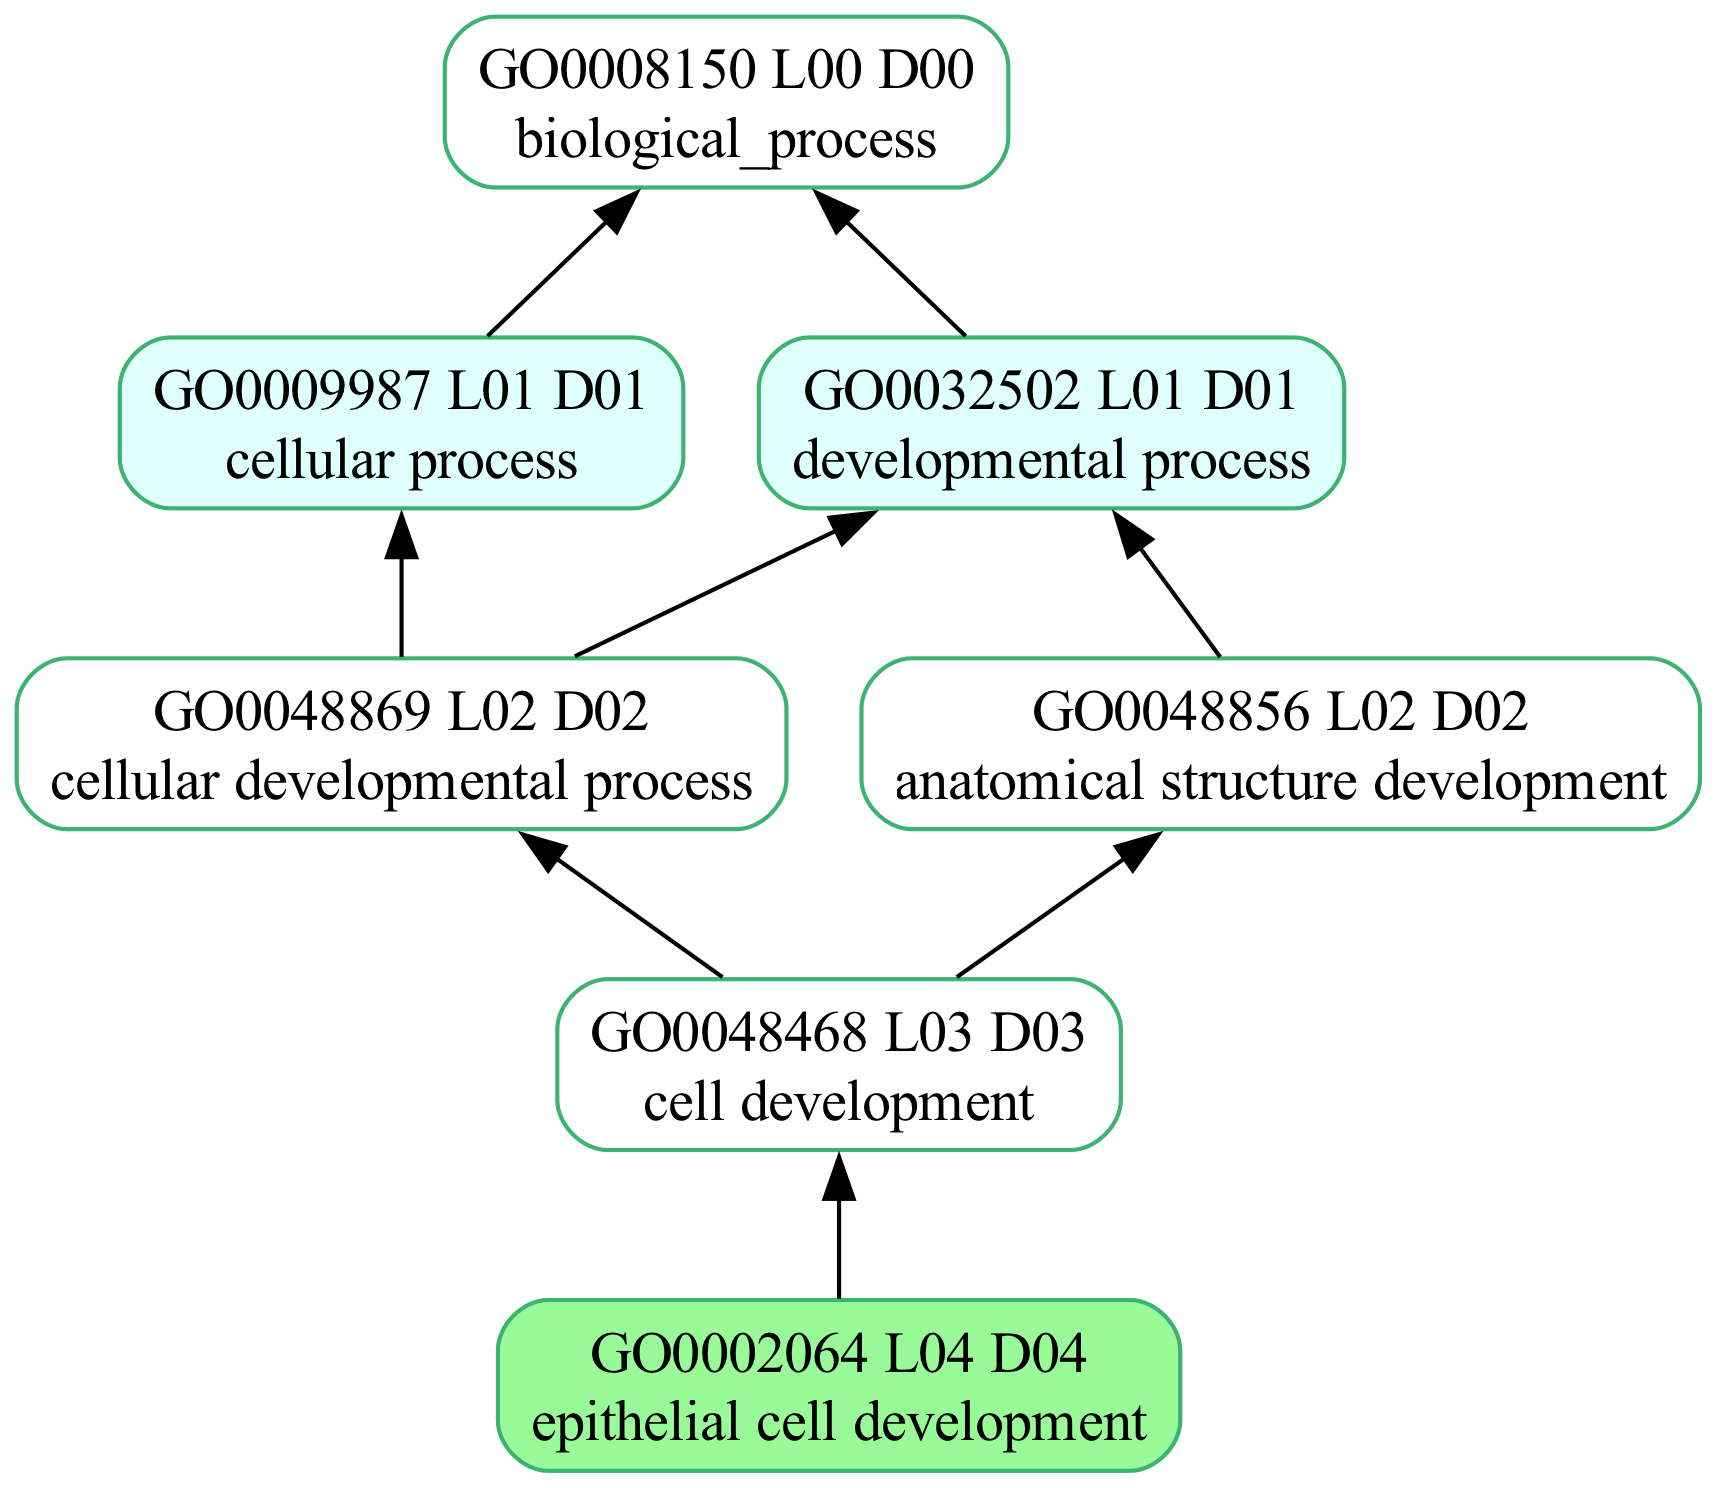 GO0008150 L00 D00
biological_process
GO0009987 L01 D01
cellular process
GO0032502 L01 D01
developmental process
GO0048869 L02 D02
cellular developmental process
GO0048856 L02 D02
anatomical structure development
GO0048468 L03 D03
cell development
GO0002064 L04 D04
epithelial cell development